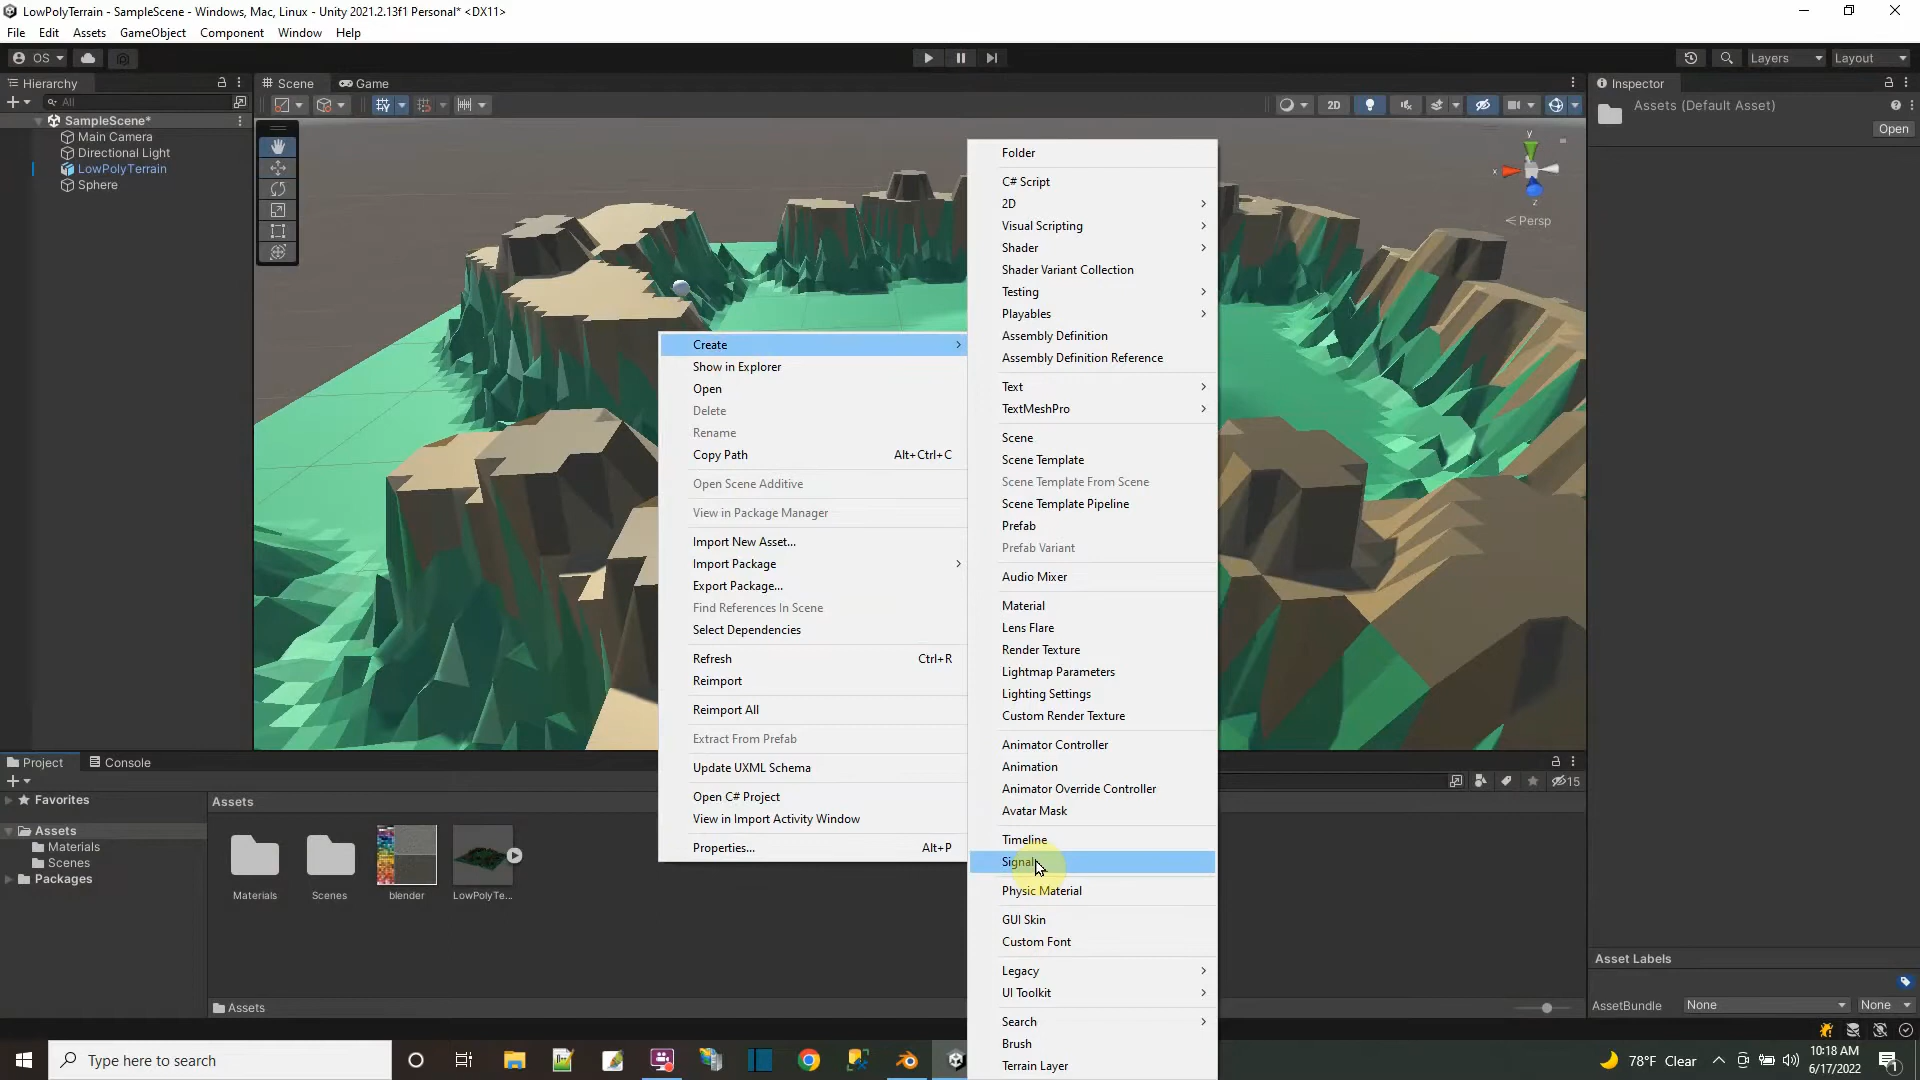 LowPolyTerrain - SampleScene - Windows, Mac, Linux - Unity 2021.2.13f1 Personal* <DX11>
File Edit Assets GameObject Component Window Help
OS Layers Layout
Hierarchy
All
SampleScene*
Main Camera
Directional Light
LowPolyTerrain
Sphere
Scene Game
2D
y
x
z
Persp
Inspector
Assets (Default Asset)
Open
Create
Show in Explorer
Open
Delete
Rename
Copy Path Alt+Ctrl+C
Open Scene Additive
View in Package Manager
Import New Asset...
Import Package
Export Package...
Find References In Scene
Select Dependencies
Refresh Ctrl+R
Reimport
Reimport All
Extract From Prefab
Update UXML Schema
Open C# Project
View in Import Activity Window
Properties... Alt+P
Folder
C# Script
2D
Visual Scripting
Shader
Shader Variant Collection
Testing
Playables
Assembly Definition
Assembly Definition Reference
Text
TextMeshPro
Scene
Scene Template
Scene Template From Scene
Scene Template Pipeline
Prefab
Prefab Variant
Audio Mixer
Material
Lens Flare
Render Texture
Lightmap Parameters
Lighting Settings
Custom Render Texture
Animator Controller
Animation
Animator Override Controller
Avatar Mask
Timeline
Signal
Physic Material
GUI Skin
Custom Font
Legacy
UI Toolkit
Search
Brush
Terrain Layer
Project Console
15
Favorites
Assets
Materials
Scenes
Packages
Assets
Materials
Scenes
blender
LowPolyTe...
Assets
Asset Labels
AssetBundle None None
Type here to search
78°F Clear
10:18 AM
6/17/2022
1